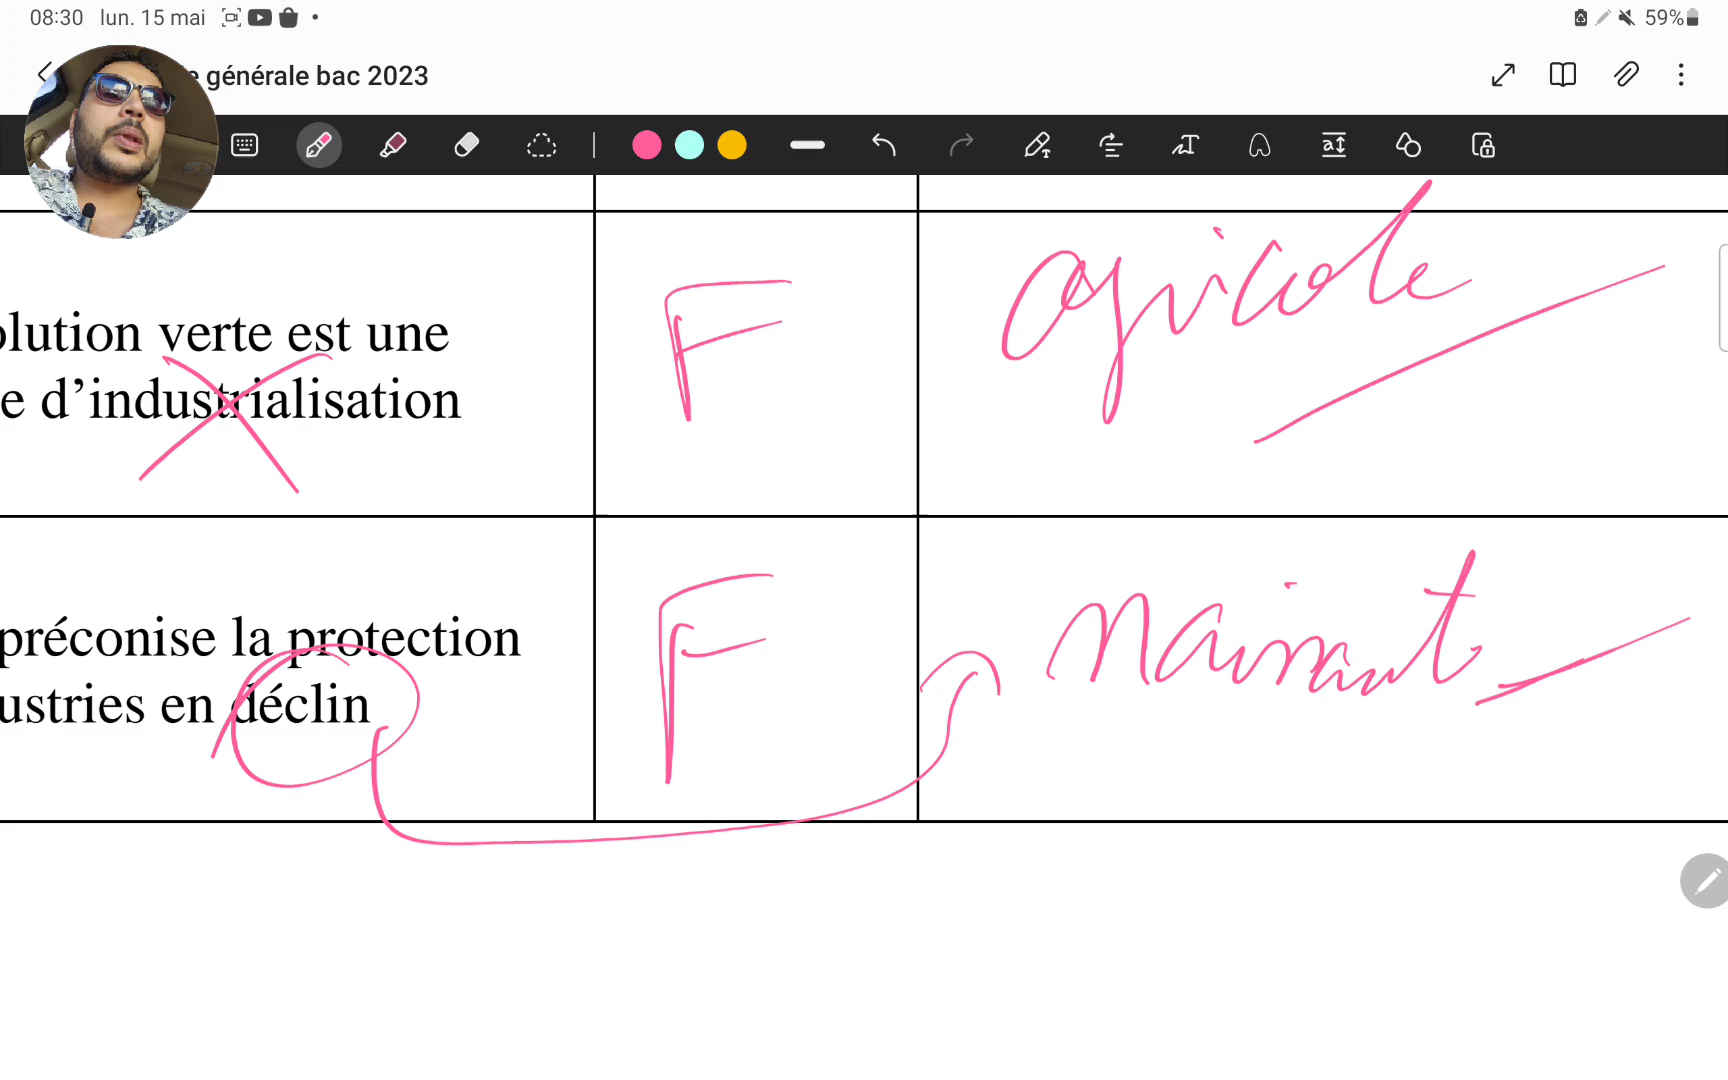 08:30 lun. 15 mai 59%
générale bac 2023
olution verte est une
e d'industrialisation
F
agricole
préconise la protection
ustries en déclin
F
naissant